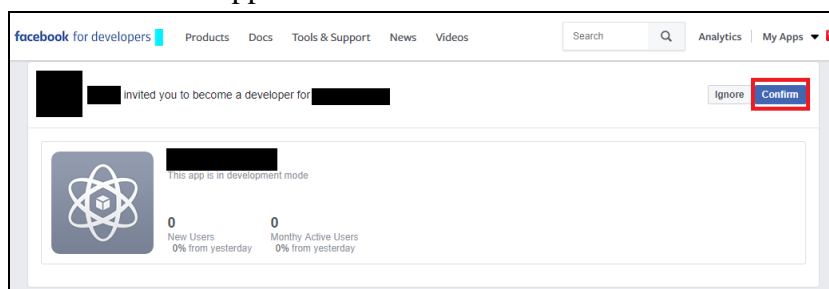 facebook for developers Products Docs Tools & Support News Videos Search Analytics My Apps
invited you to become a developer for Ignore Confirm
This app is in development mode
0 0
New Users Monthy Active Users
0% from yesterday 0% from yesterday